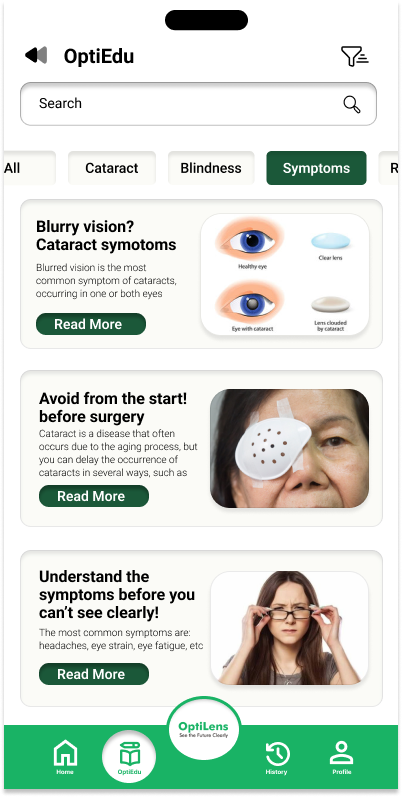 OptiEdu
Search
All
Cataract
Blindness
Symptoms
R
Blurry vision?
Cataract symotoms
Blurred vision is the most
common symptom of cataracts,
occurring in one or both eyes
Read More
Healthy eye
Clear lens
Eye with cataract
Lens clouded
by cataract
Avoid from the start!
before surgery
Cataract is a disease that often
occurs due to the aging process, but
you can delay the occurrence of
cataracts in several ways, such as
Read More
Understand the
symptoms before you
can’t see clearly!
The most common symptoms are:
headaches, eye strain, eye fatigue, etc
Read More
OptiLens
See the Future Clearly
Home
OptiEdu
History
Profile